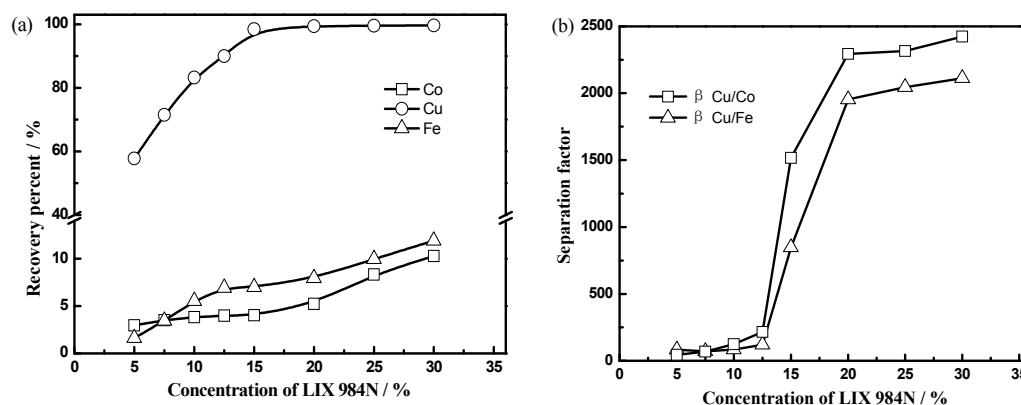 (a)
100
80
60
40
10
5
0
Recovery percent / %
Co
Cu
Fe
0 5 10 15 20 25 30 35
Concentration of LIX 984N / %
(b)
2500
2000
1500
1000
500
0
Separation factor
β Cu/Co
β Cu/Fe
0 5 10 15 20 25 30 35
Concentration of LIX 984N / %